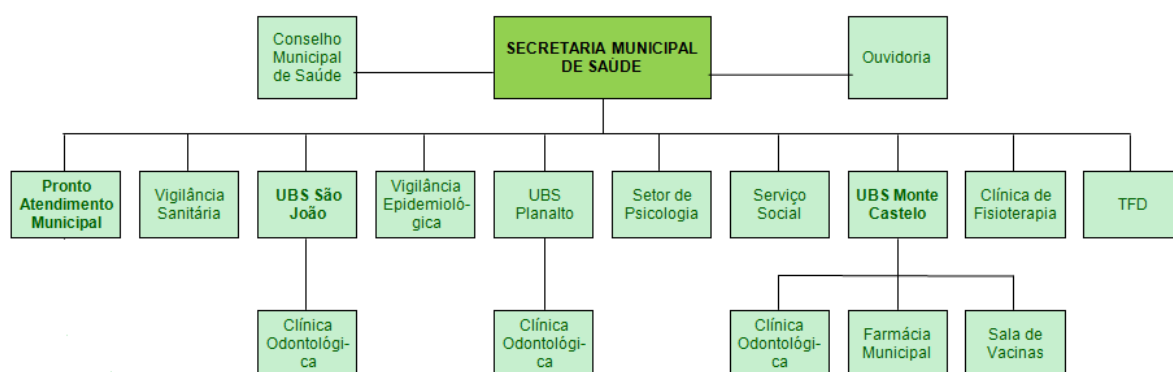 Conselho
Municipal
de Saúde
SECRETARIA MUNICIPAL
DE SAÙDE
Ouvidoria
Pronto
Atendimento
Municipal
Vigilância
Sanitária
UBS São
João
Vigilância
Epidemioló-
gica
UBS
Planalto
Setor de
Psicologia
Serviço
Social
UBS Monte
Castelo
Clínica de
Fisioterapia
TFD
Clínica
Odontológi-
ca
Clínica
Odontológi-
ca
Clínica
Odontológi-
ca
Farmácia
Municipal
Sala de
Vacinas